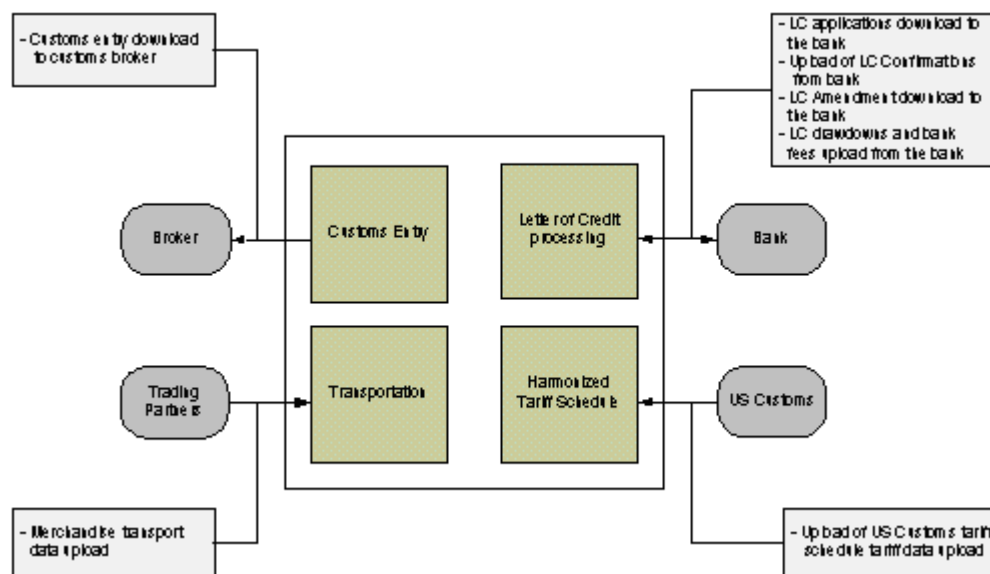 - Customs entry download
to customs broker
- LC applications download to
the bank
- Upload of LC Confirmations
from bank
- LC Amendment download to
the bank
- LC drawdowns and bank
fees upload from the bank
Broker
Customs Entry
Letter of Credit
processing
Bank
Trading
Partners
Transportation
Harmonized
Tariff Schedule
US Customs
- Merchandise transport
data upload
- Upload of US Customs tariff
schedule tariff data upload